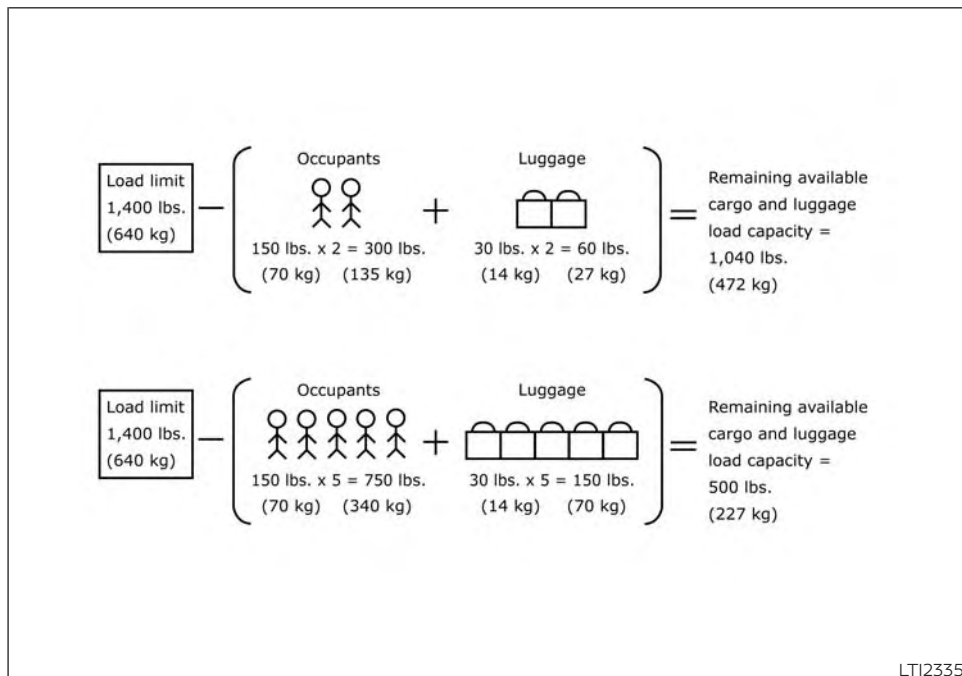 Occupants
Luggage
Load limit
1,400 lbs.
(640 kg)
150 lbs. x 2 = 300 lbs.
(70 kg) (135 kg)
30 lbs. x 2 = 60 lbs.
(14 kg) (27 kg)
Remaining available
cargo and luggage
load capacity =
1,040 lbs.
(472 kg)
Occupants
Luggage
Load limit
1,400 lbs.
(640 kg)
150 lbs. x 5 = 750 lbs.
(70 kg) (340 kg)
30 lbs. x 5 = 150 lbs.
(14 kg) (70 kg)
Remaining available
cargo and luggage
load capacity =
500 lbs.
(227 kg)
LTI2335